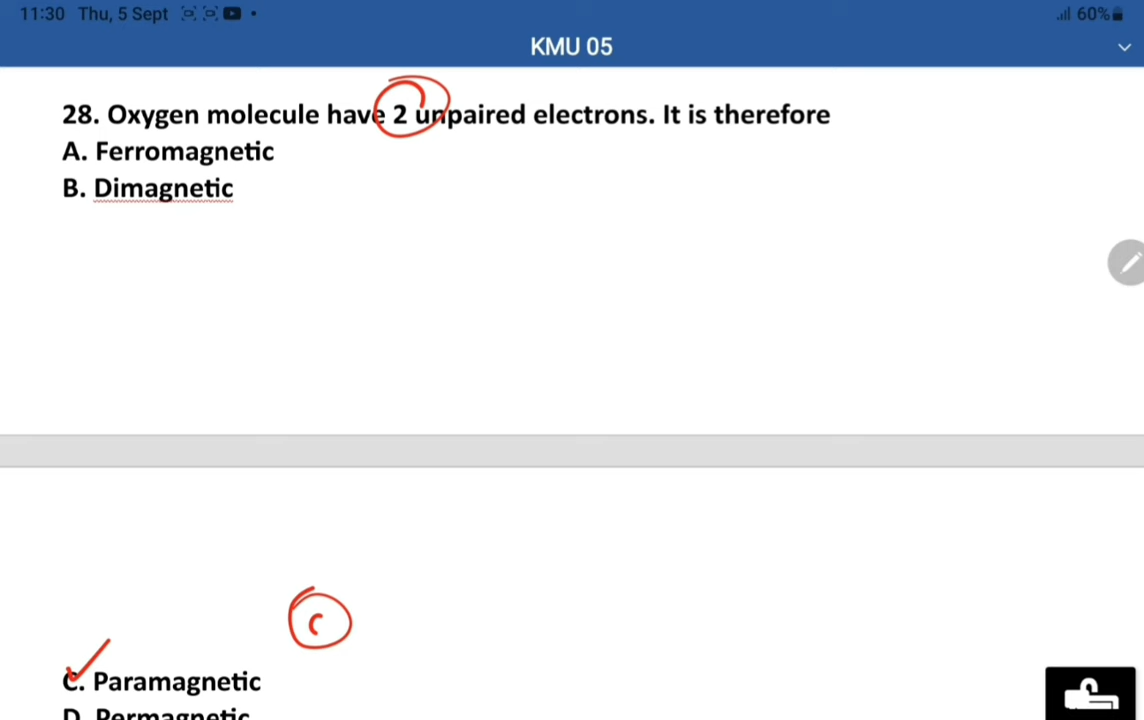 11:30 Thu, 5 Sept
60%
KMU 05
28. Oxygen molecule have 2 unpaired electrons. It is therefore
A. Ferromagnetic
B. Dimagnetic
C
C. Paramagnetic
D. Permagnetic